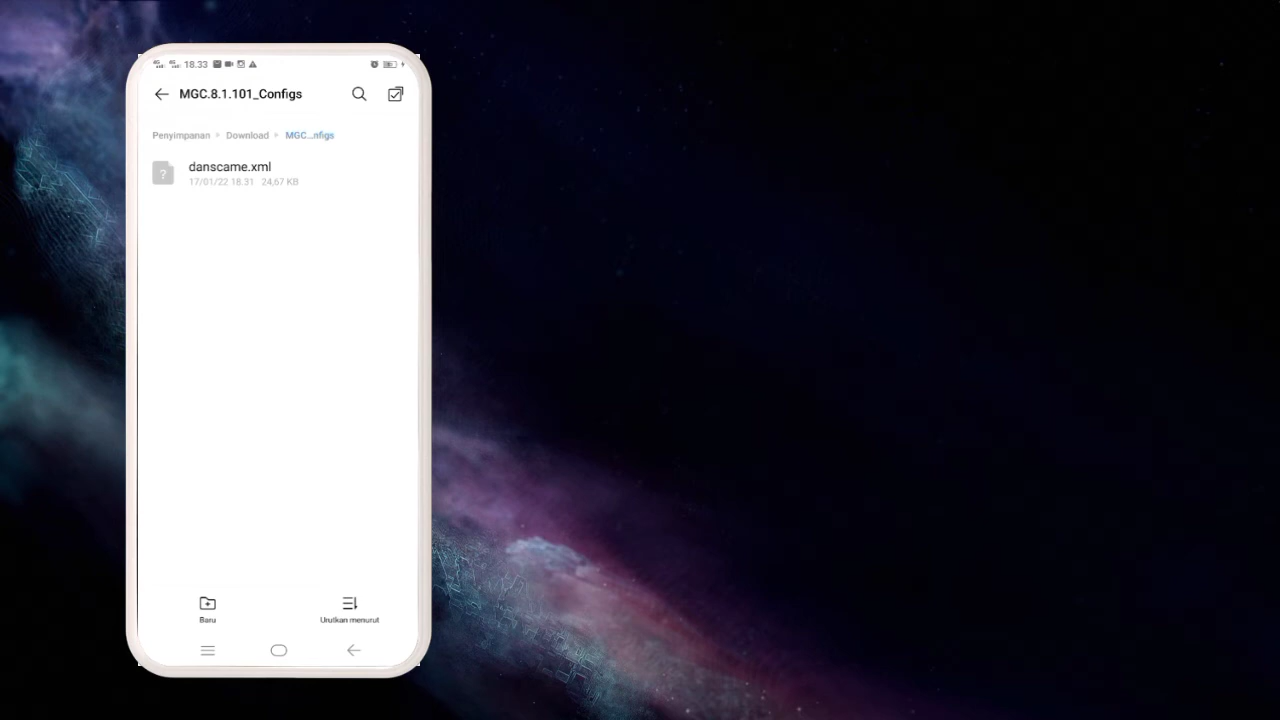 18.33
MGC.8.1.101_Configs
Penyimpanan Download MGC...nfigs
danscame.xml
17/01/22 18.31 24,67 KB
Baru Urutkan menurut